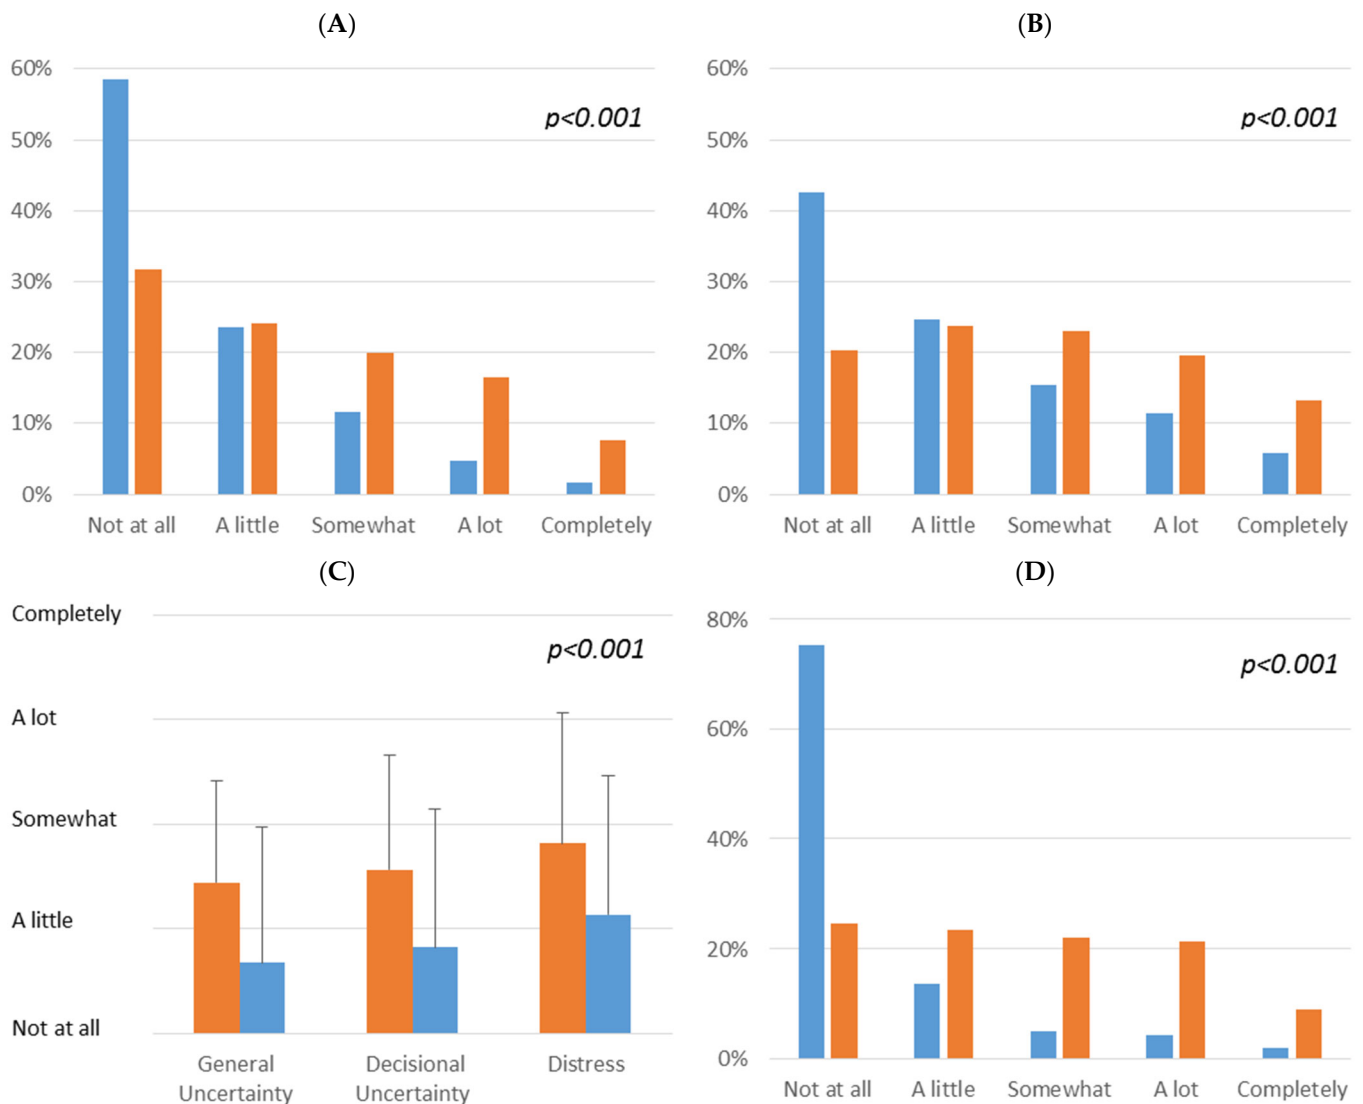 (A)
60%
50%
40%
30%
20%
10%
0%
p<0.001
Not at all
A little
Somewhat
A lot
Completely
(B)
60%
50%
40%
30%
20%
10%
0%
p<0.001
Not at all
A little
Somewhat
A lot
Completely
(C)
Completely
A lot
Somewhat
A little
Not at all
p<0.001
General
Uncertainty
Decisional
Uncertainty
Distress
(D)
80%
60%
40%
20%
0%
p<0.001
Not at all
A little
Somewhat
A lot
Completely